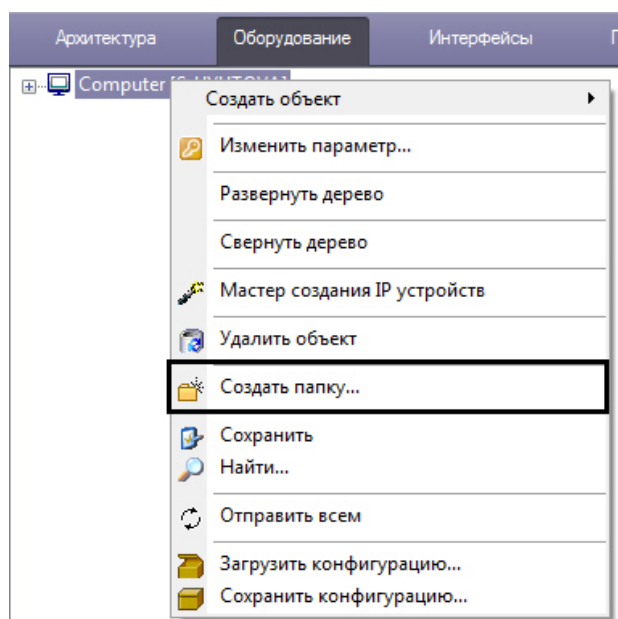 Архитектура Оборудование Интерфейсы
Computer
Создать объект
Изменить параметр...
Развернуть дерево
Свернуть дерево
Мастер создания IP устройств
Удалить объект
Создать папку...
Сохранить
Найти...
Отправить всем
Загрузить конфигурацию...
Сохранить конфигурацию...